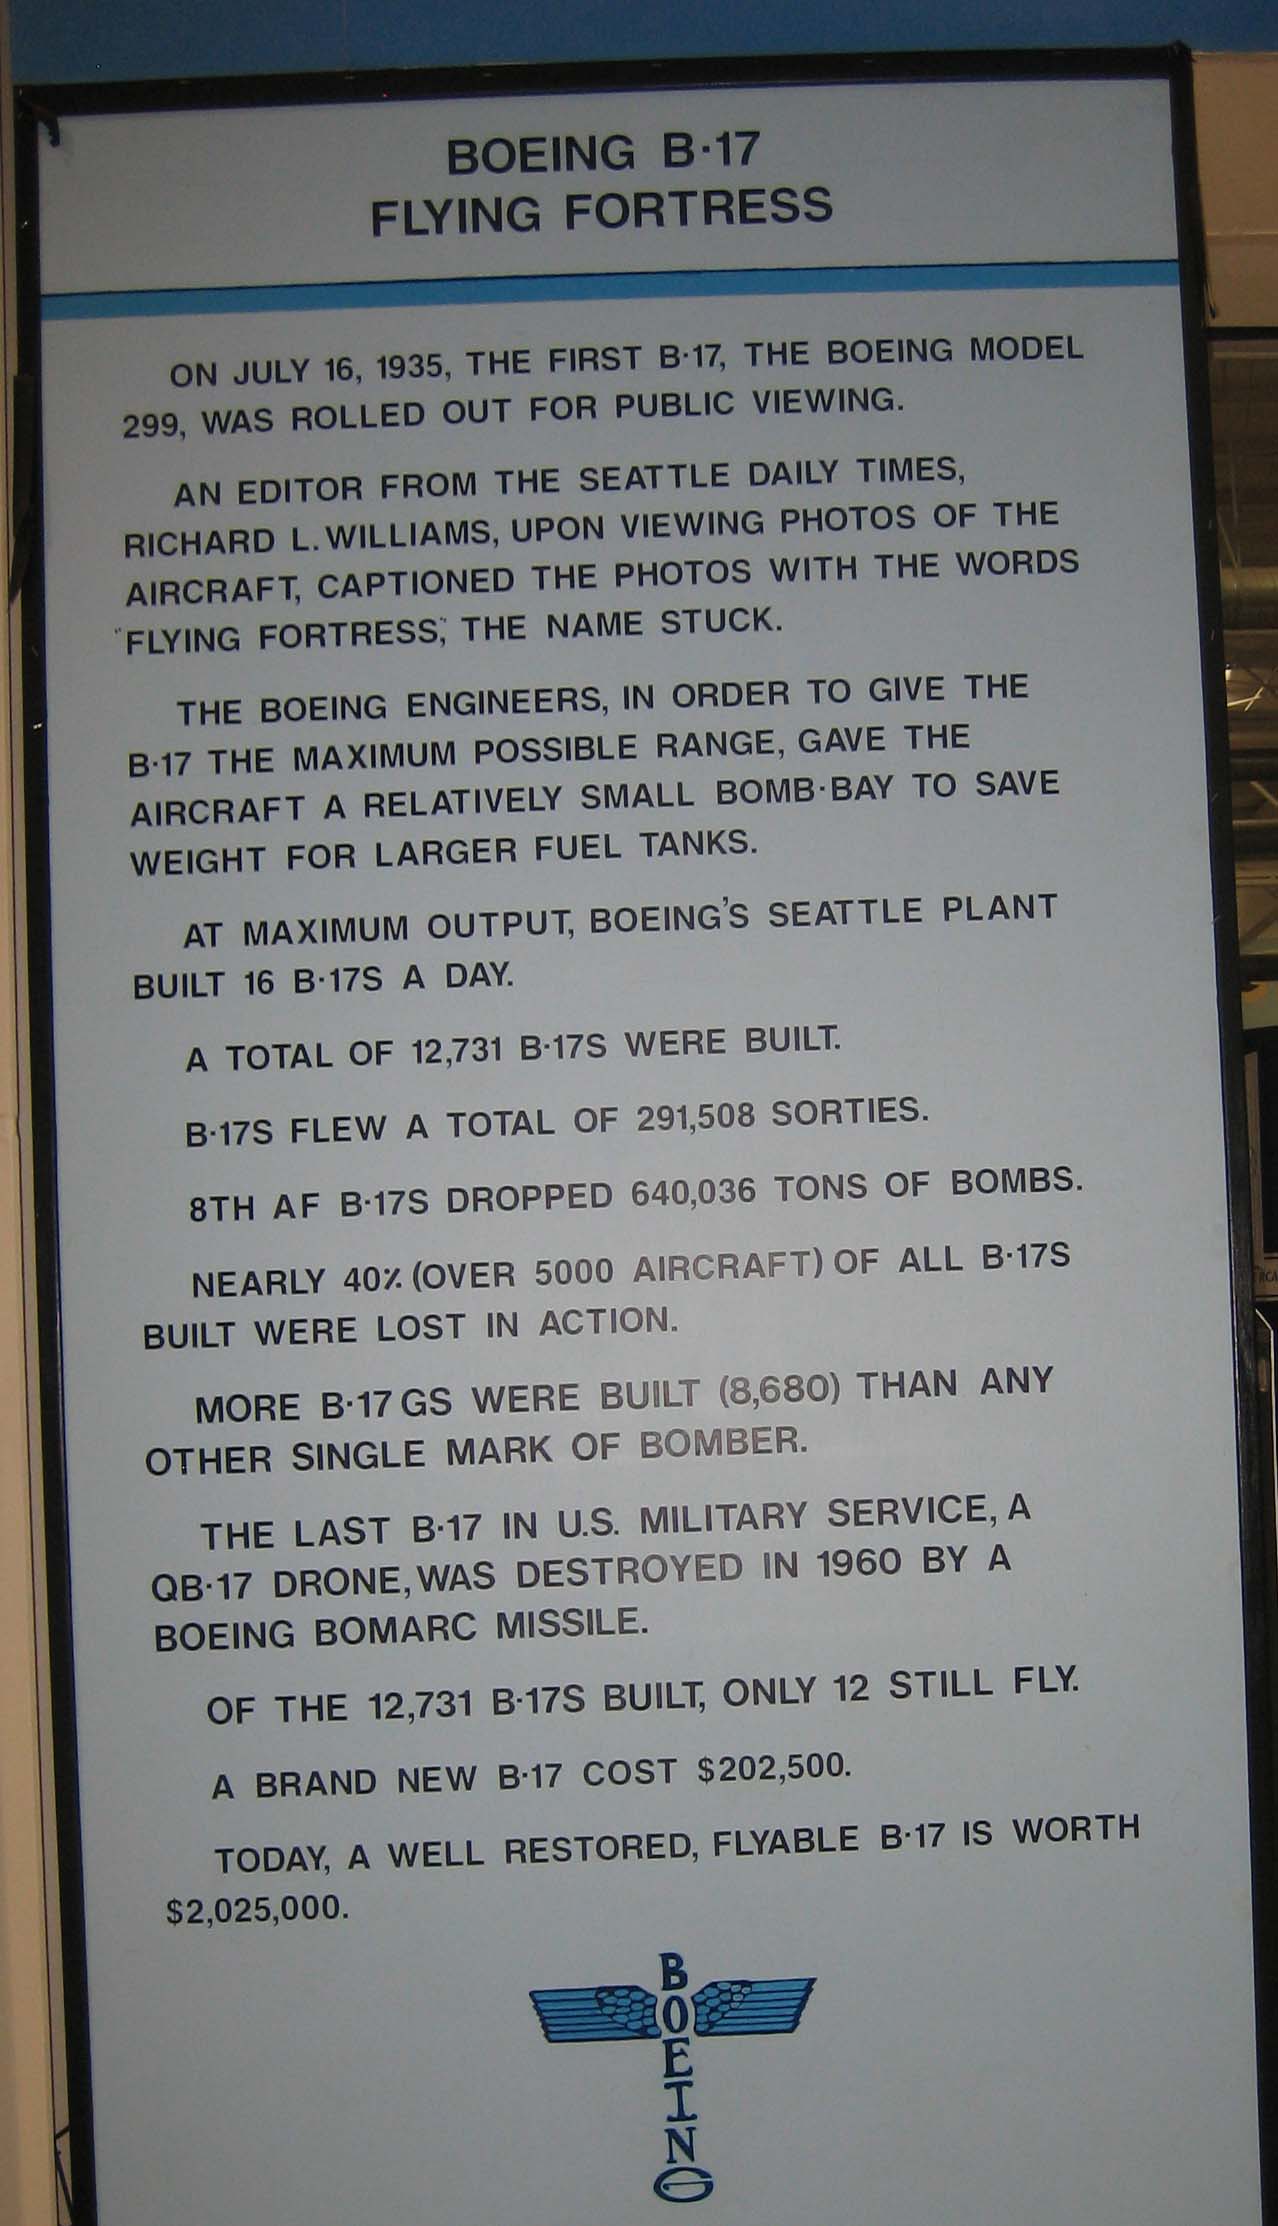 BOEING B·17
FLYING FORTRESS
ON JULY 16, 1935, THE FIRST B·17, THE BOEING MODEL
299, WAS ROLLED OUT FOR PUBLIC VIEWING.
AN EDITOR FROM THE SEATTLE DAILY TIMES,
RICHARD L. WILLIAMS, UPON VIEWING PHOTOS OF THE
AIRCRAFT, CAPTIONED THE PHOTOS WITH THE WORDS
"FLYING FORTRESS," THE NAME STUCK.
THE BOEING ENGINEERS, IN ORDER TO GIVE THE
B·17 THE MAXIMUM POSSIBLE RANGE, GAVE THE
AIRCRAFT A RELATIVELY SMALL BOMB·BAY TO SAVE
WEIGHT FOR LARGER FUEL TANKS.
AT MAXIMUM OUTPUT, BOEING'S SEATTLE PLANT
BUILT 16 B·17S A DAY.
A TOTAL OF 12,731 B·17S WERE BUILT.
B·17S FLEW A TOTAL OF 291,508 SORTIES.
8TH AF B·17S DROPPED 640,036 TONS OF BOMBS.
NEARLY 40% (OVER 5000 AIRCRAFT) OF ALL B·17S
BUILT WERE LOST IN ACTION.
MORE B·17GS WERE BUILT (8,680) THAN ANY
OTHER SINGLE MARK OF BOMBER.
THE LAST B·17 IN U.S. MILITARY SERVICE, A
QB·17 DRONE, WAS DESTROYED IN 1960 BY A
BOEING BOMARC MISSILE.
OF THE 12,731 B·17S BUILT, ONLY 12 STILL FLY.
A BRAND NEW B·17 COST $202,500.
TODAY, A WELL RESTORED, FLYABLE B·17 IS WORTH
$2,025,000.
BOEING